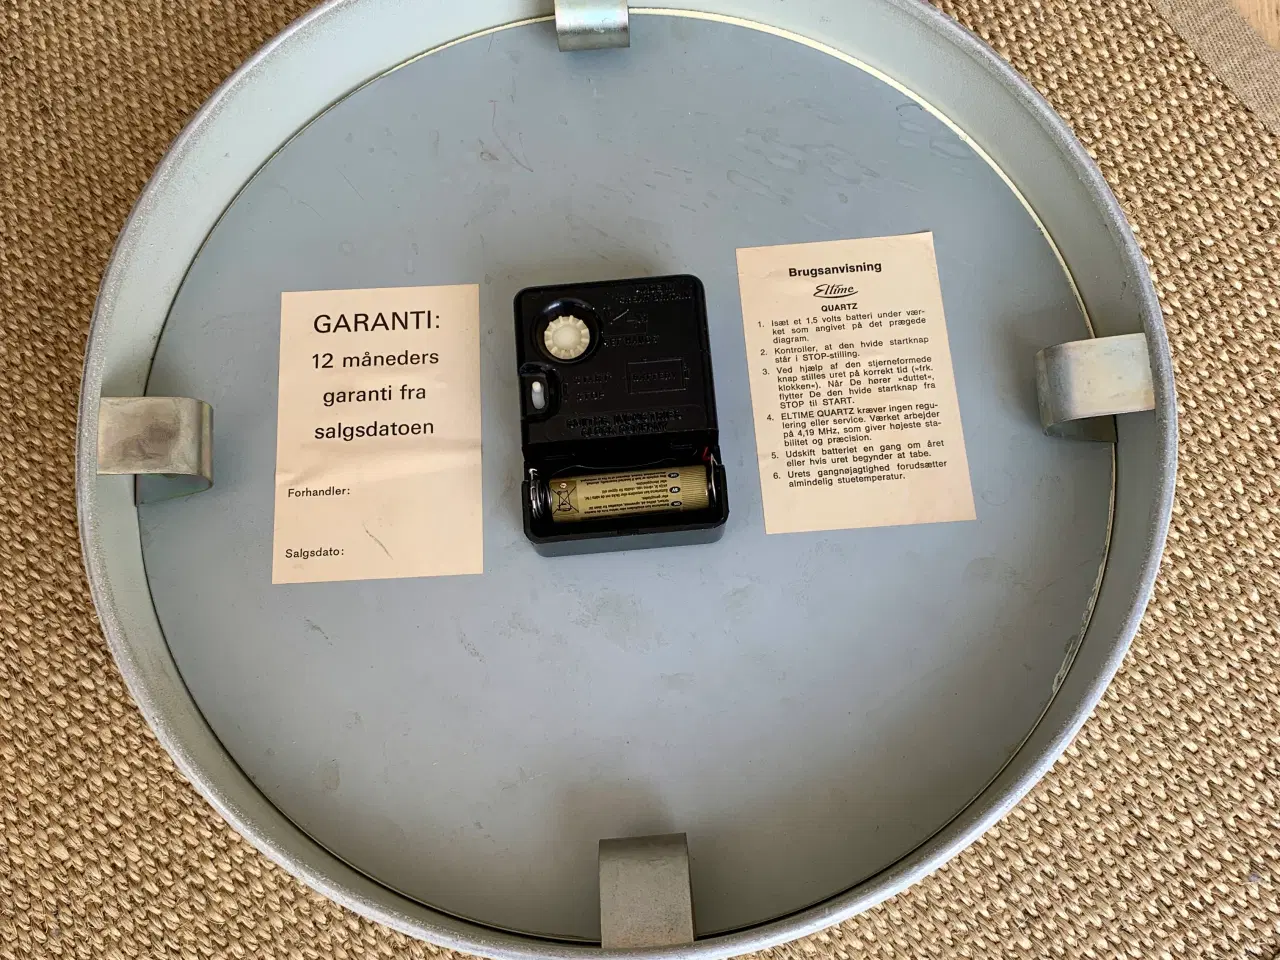 GARANTI:
12 måneders
garanti fra
salgsdatoen
Forhandler:
Salgsdato:
START
STOP
Brugsanvisning
Eltime
QUARTZ
1. Isæt et 1,5 volts batteri under vær-
ket som angivet på det prægede
diagram.
2. Kontroller, at den hvide startknap
står i STOP-stilling.
3. Ved hjælp af den stjerneformede
knap stilles uret på korrekt tid (»frk.
klokken«). Når De hører »duttet«,
flytter De den hvide startknap fra
STOP til START.
4. ELTIME QUARTZ kræver ingen regu-
lering eller service. Værket arbejder
på 4,19 MHz, som giver højeste sta-
bilitet og præcision.
5. Udskift batteriet en gang om året
eller hvis uret begynder at tabe.
6. Urets gangnøjagtighed forudsætter
almindelig stuetemperatur.